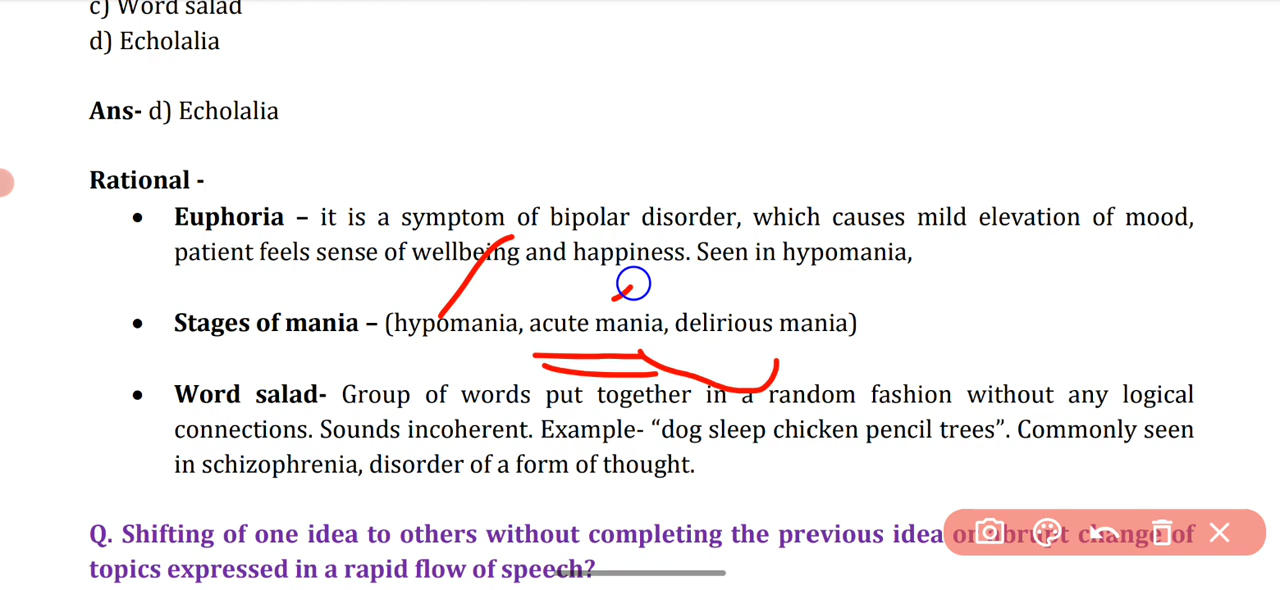 c) Word salad
d) Echolalia
Ans- d) Echolalia
Rational -
• Euphoria – it is a symptom of bipolar disorder, which causes mild elevation of mood,
patient feels sense of wellbeing and happiness. Seen in hypomania,
• Stages of mania – (hypomania, acute mania, delirious mania)
• Word salad- Group of words put together in a random fashion without any logical
connections. Sounds incoherent. Example- “dog sleep chicken pencil trees”. Commonly seen
in schizophrenia, disorder of a form of thought.
Q. Shifting of one idea to others without completing the previous idea or abrupt change of
topics expressed in a rapid flow of speech?